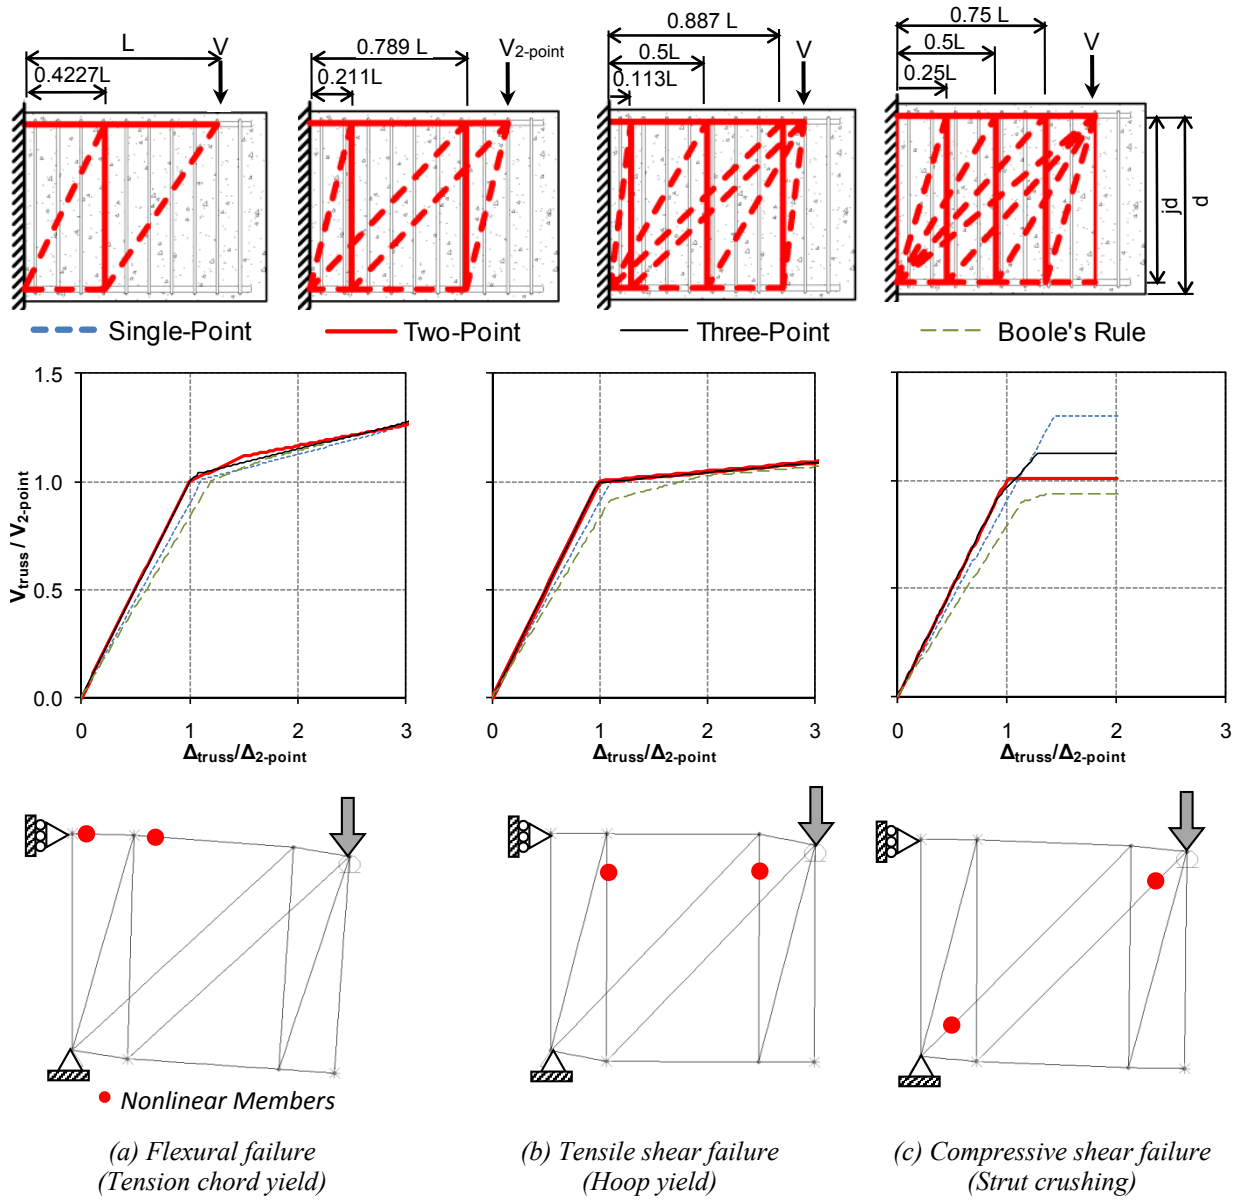 L
V
0.4227L
0.789 L
0.211L
V2-point
0.887 L
0.5L
0.113L
V
0.75 L
0.5L
0.25L
V
jd
d
Single-Point
Two-Point
Three-Point
Boole's Rule
Vtruss / V2-point
1.5
1.0
0.5
0.0
0 1 2 3
Δtruss/Δ2-point
0 1 2 3
Δtruss/Δ2-point
0 1 2 3
Δtruss/Δ2-point
Nonlinear Members
(a) Flexural failure
(Tension chord yield)
(b) Tensile shear failure
(Hoop yield)
(c) Compressive shear failure
(Strut crushing)